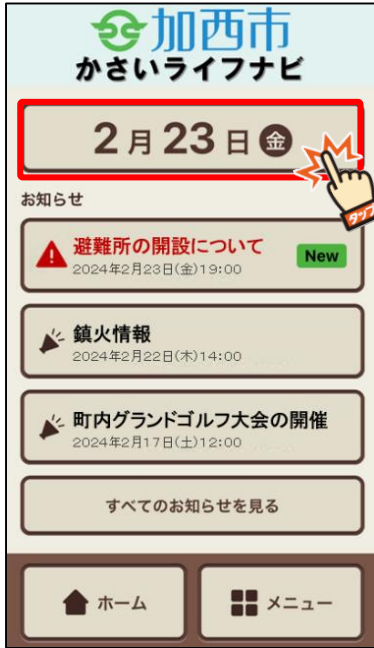 加西市
かさいライフナビ
2月23日 金
タップ
お知らせ
避難所の開設について
New
2024年2月23日(金)19:00
鎮火情報
2024年2月22日(木)14:00
町内グランドゴルフ大会の開催
2024年2月17日(土)12:00
すべてのお知らせを見る
ホーム
メニュー